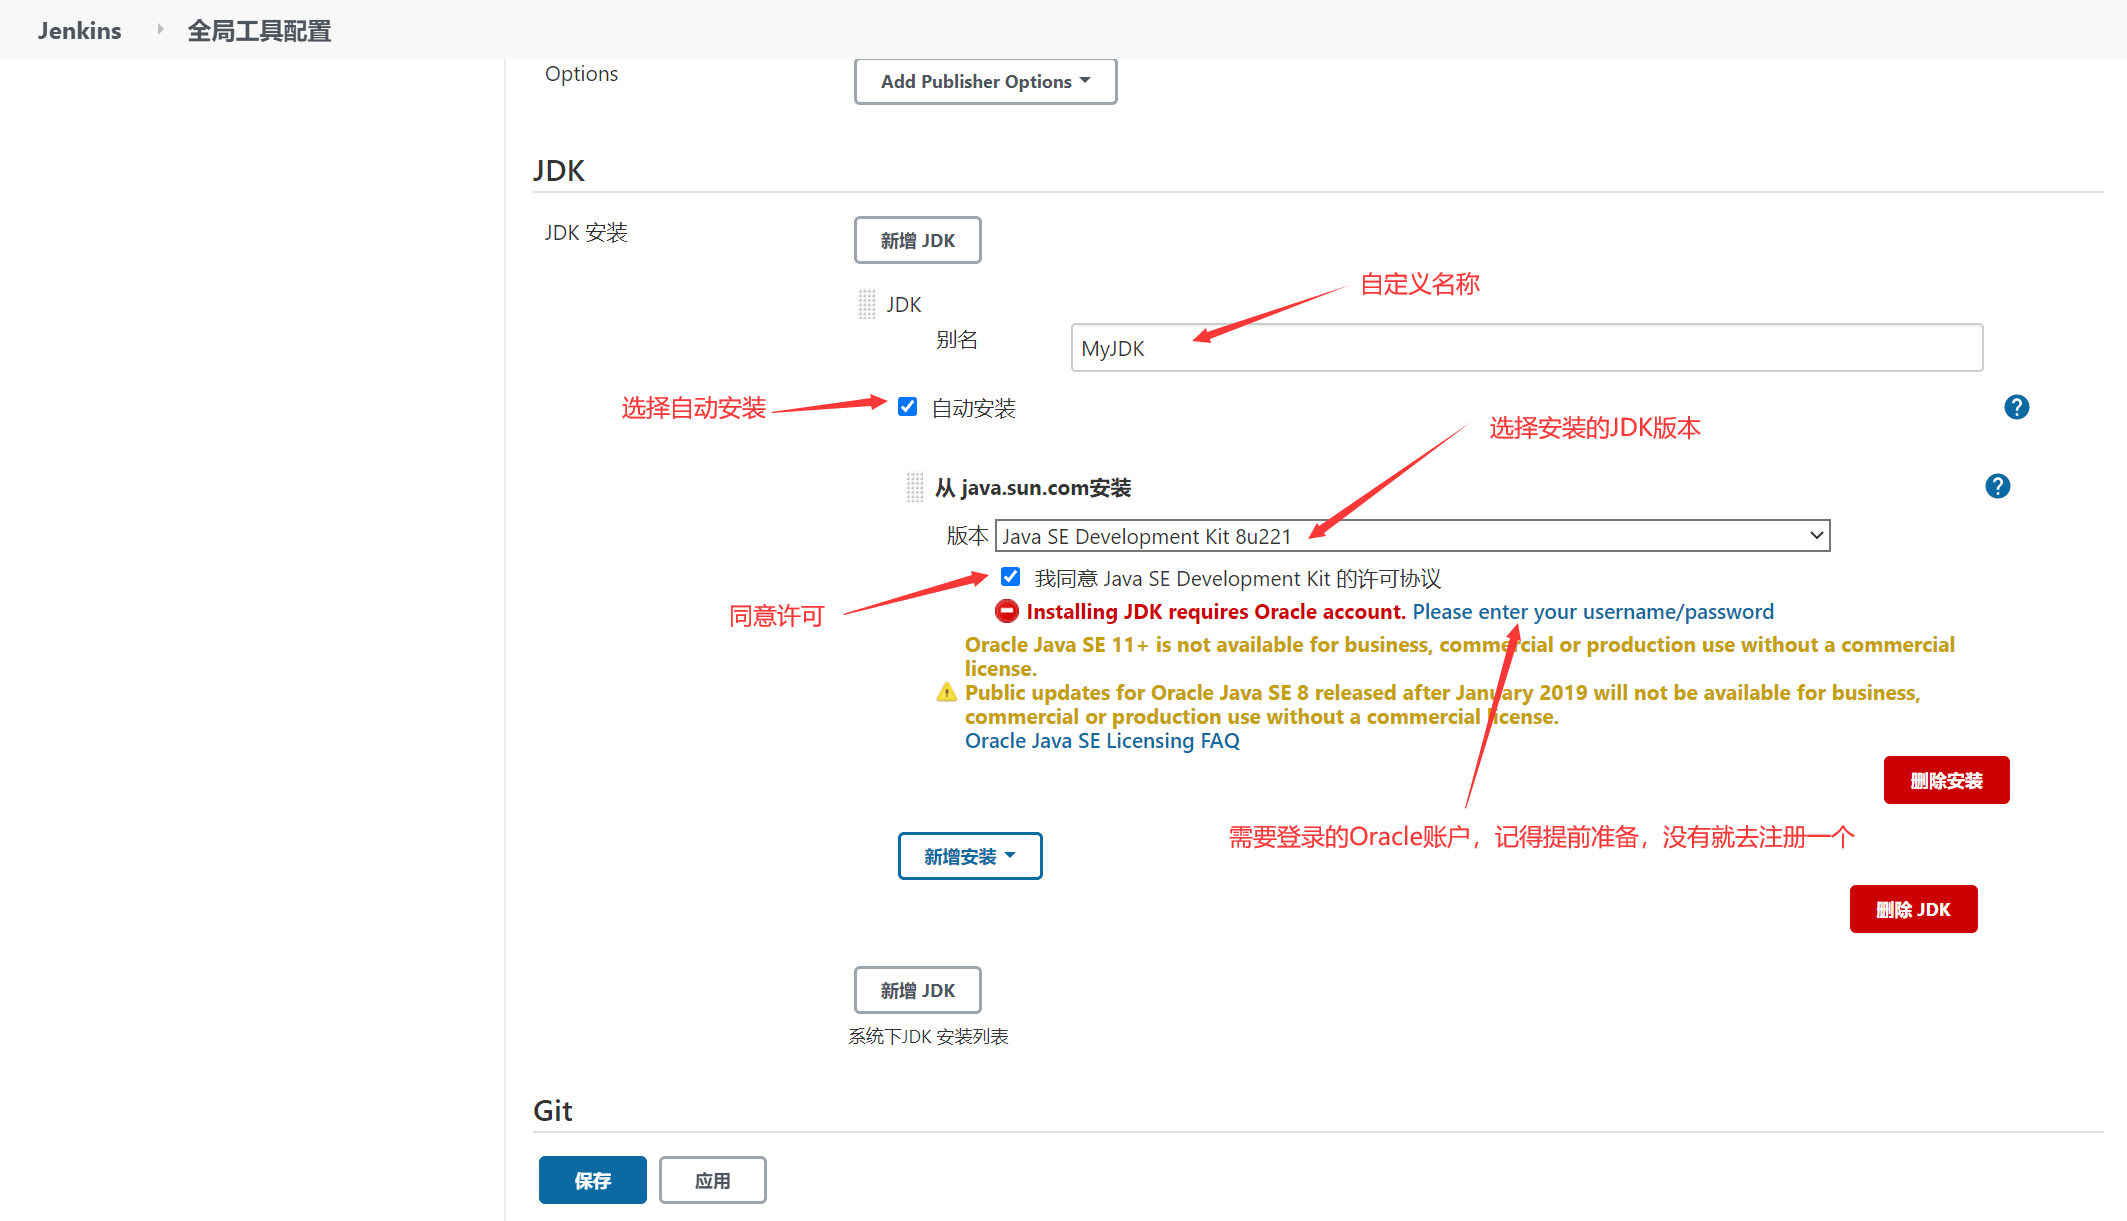 Jenkins
全局工具配置
Options
Add Publisher Options
JDK
JDK 安装
新增 JDK
自定义名称
JDK
别名
MyJDK
选择自动安装
自动安装
?
选择安装的JDK版本
从 java.sun.com安装
?
版本
Java SE Development Kit 8u221
我同意 Java SE Development Kit 的许可协议
同意许可
Installing JDK requires Oracle account. Please enter your username/password
Oracle Java SE 11+ is not available for business, commercial or production use without a commercial
license.
Public updates for Oracle Java SE 8 released after January 2019 will not be available for business,
commercial or production use without a commercial license.
Oracle Java SE Licensing FAQ
删除安装
需要登录的Oracle账户，记得提前准备，没有就去注册一个
新增安装
删除 JDK
新增 JDK
系统下JDK 安装列表
Git
保存
应用